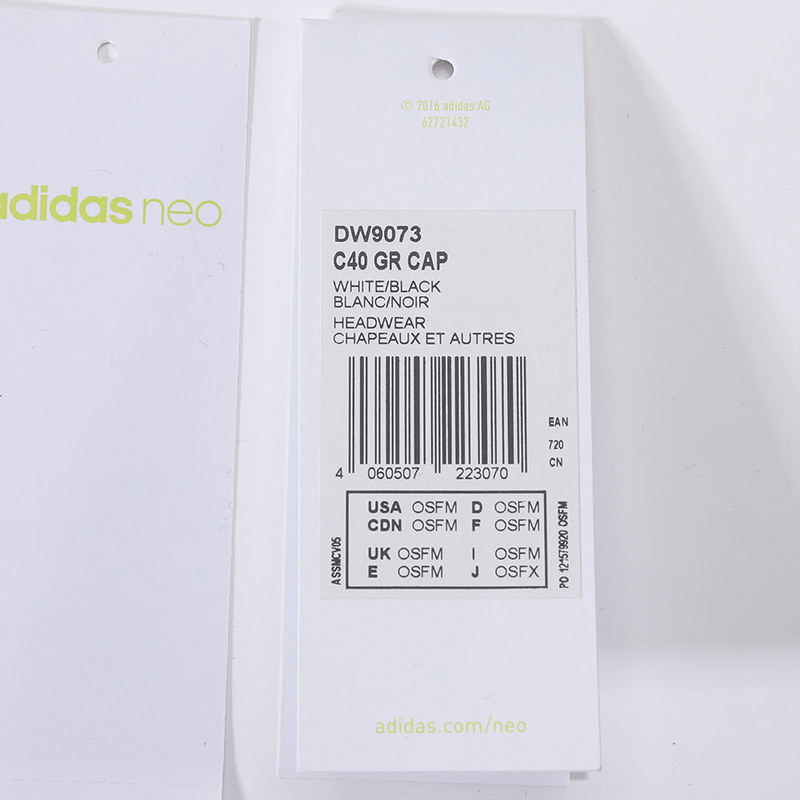 adidas neo
© 2016 adidas AG
62721432
DW9073
C40 GR CAP
WHITE/BLACK
BLANC/NOIR
HEADWEAR
CHAPEAUX ET AUTRES
EAN
720
CN
4 060507 223070
USA OSFM D OSFM
CDN OSFM F OSFM
UK OSFM I OSFM
E OSFM J OSFX
ASSMCV05
PO 121579920 OSFM
adidas.com/neo